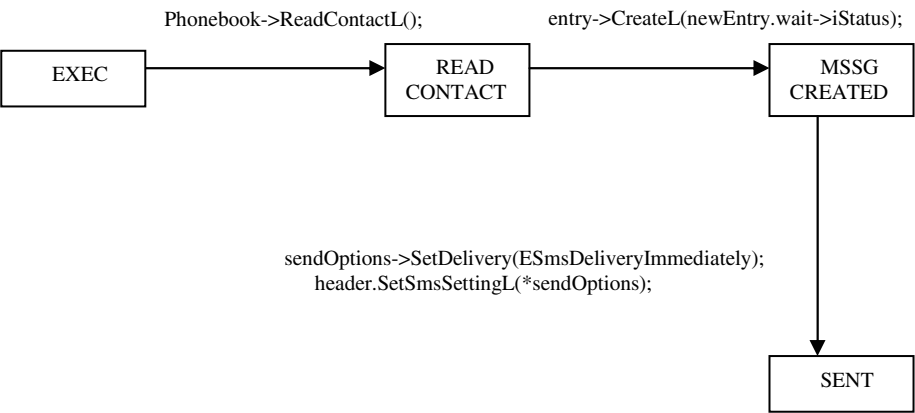 Phonebook->ReadContactL();
entry->CreateL(newEntry.wait->iStatus);
EXEC
READ
CONTACT
MSSG
CREATED
sendOptions->SetDelivery(ESmsDeliveryImmediately);
header.SetSmsSettingL(*sendOptions);
SENT